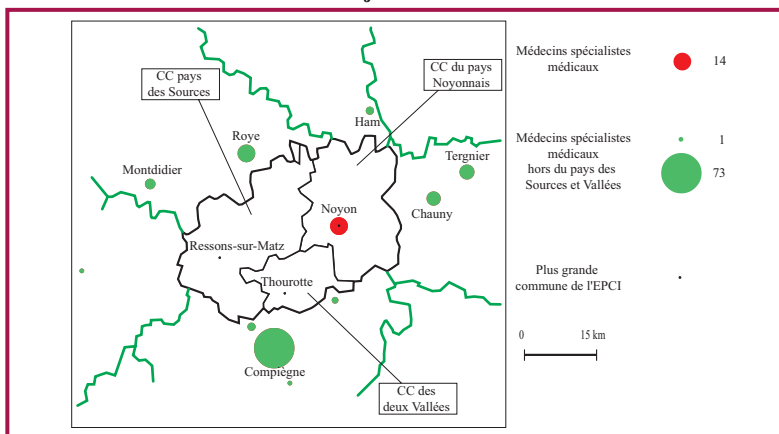 CC pays
des Sources
CC du pays
Noyonnais
Ham
Roye
Tergnier
Montdidier
Chauny
Noyon
Ressons-sur-Matz
Thourotte
Compiègne
CC des
deux Vallées
Médecins spécialistes
médicaux
14
Médecins spécialistes
médicaux
hors du pays des
Sources et Vallées
1
73
Plus grande
commune de l'EPCI
0 15 km